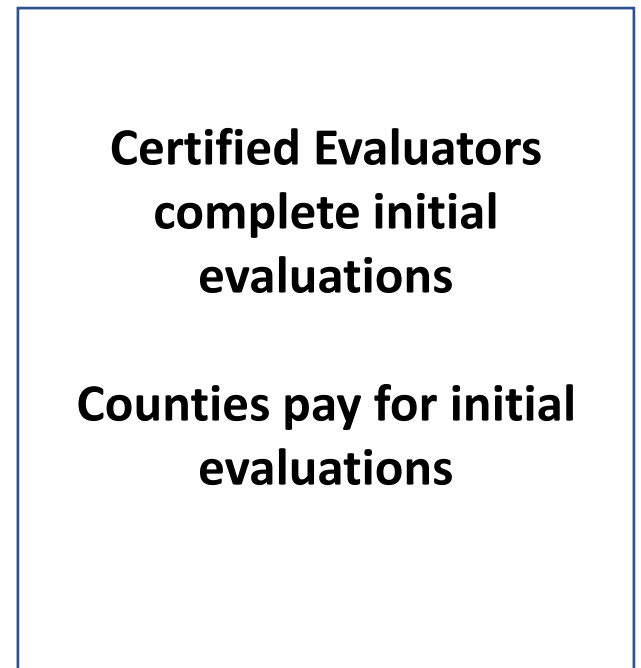 Certified Evaluators
complete initial
evaluations
Counties pay for initial
evaluations